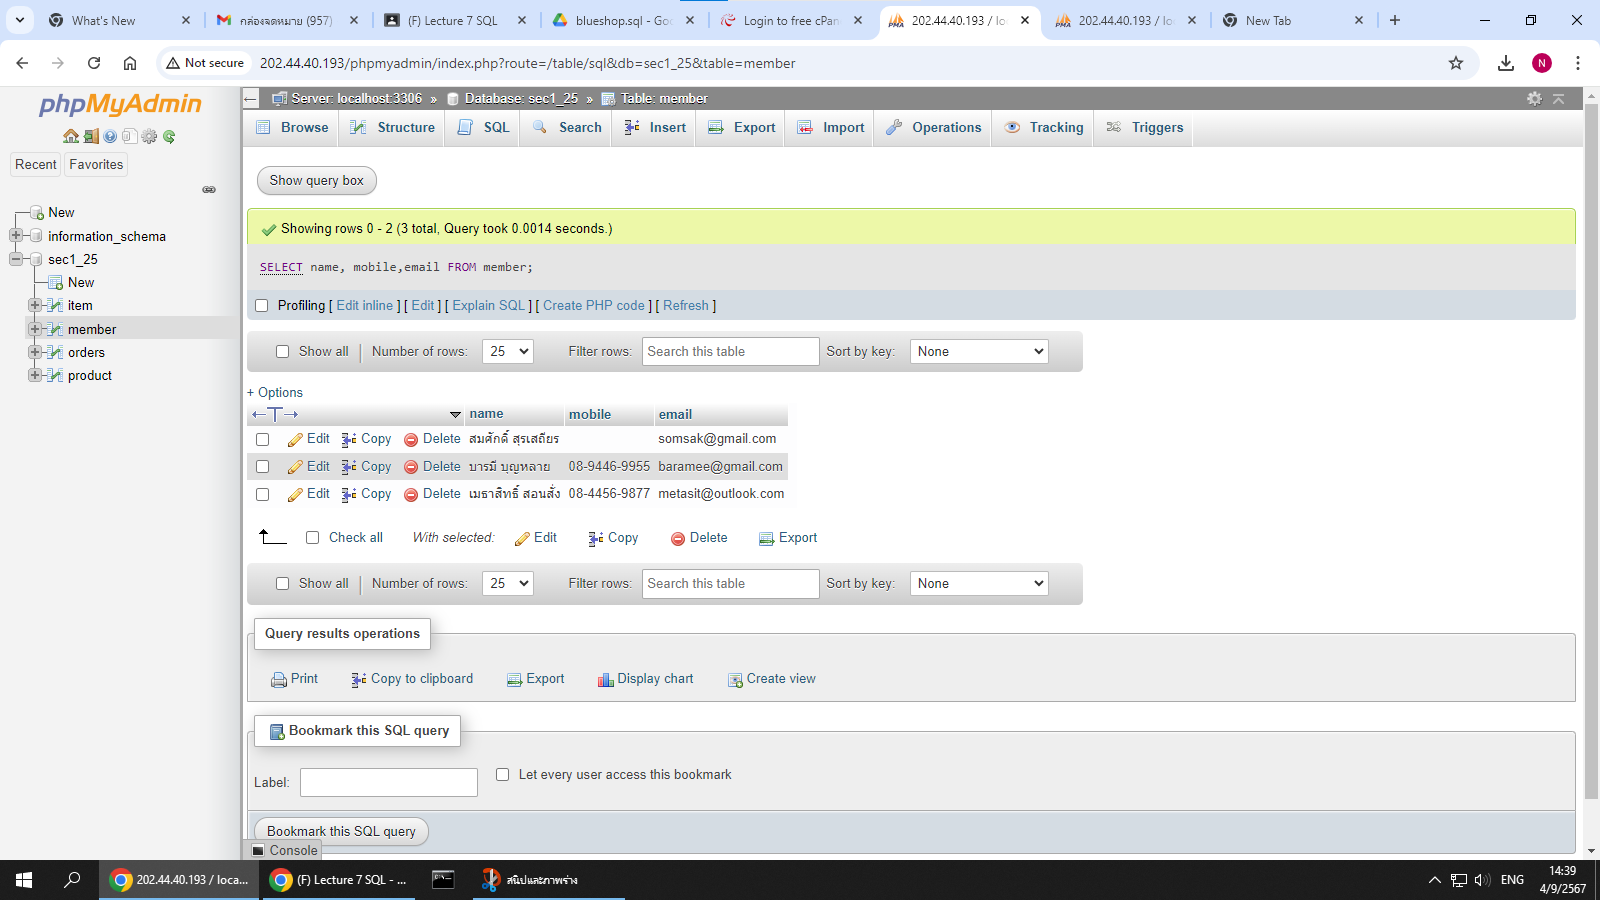 What's New
กล่องจดหมาย (957)
(F) Lecture 7 SQL
blueshop.sql - Goo
Login to free cPan
202.44.40.193 / lo
202.44.40.193 / lo
New Tab
Not secure
202.44.40.193/phpmyadmin/index.php?route=/table/sql&db=sec1_25&table=member
N
phpMyAdmin
Recent
Favorites
New
information_schema
sec1_25
New
item
member
orders
product
Server: localhost:3306 » Database: sec1_25 » Table: member
Browse
Structure
SQL
Search
Insert
Export
Import
Operations
Tracking
Triggers
Show query box
Showing rows 0 - 2 (3 total, Query took 0.0014 seconds.)
SELECT name, mobile,email FROM member;
Profiling [ Edit inline ] [ Edit ] [ Explain SQL ] [ Create PHP code ] [ Refresh ]
Show all Number of rows: 25 Filter rows: Search this table Sort by key: None
+ Options
name mobile email
Edit Copy Delete สมศักดิ์ สุรเสถียร somsak@gmail.com
Edit Copy Delete บารมี บุญหลาย 08-9446-9955 baramee@gmail.com
Edit Copy Delete เมธาสิทธิ์ สอนสั่ง 08-4456-9877 metasit@outlook.com
Check all With selected: Edit Copy Delete Export
Show all Number of rows: 25 Filter rows: Search this table Sort by key: None
Query results operations
Print Copy to clipboard Export Display chart Create view
Bookmark this SQL query
Label: Let every user access this bookmark
Bookmark this SQL query
Console
202.44.40.193 / loca...
(F) Lecture 7 SQL - ...
สนิปและภาพร่าง
ENG
14:39
4/9/2567